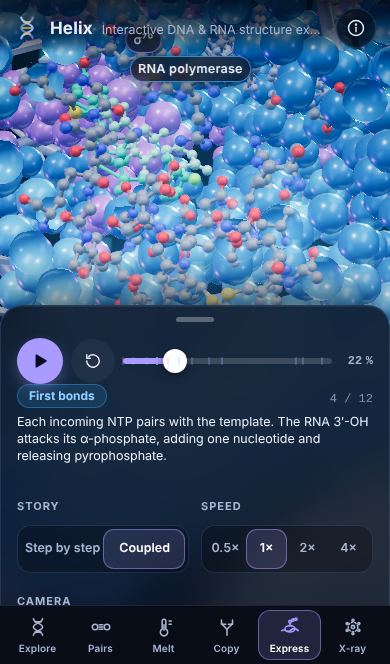 Helix Interactive DNA & RNA structure ex...
σ⁷⁰
RNA polymerase
22 %
First bonds
4 / 12
Each incoming NTP pairs with the template. The RNA 3′-OH
attacks its α-phosphate, adding one nucleotide and
releasing pyrophosphate.
STORY
SPEED
Step by step Coupled
0.5× 1× 2× 4×
CAMERA
Explore Pairs Melt Copy Express X-ray